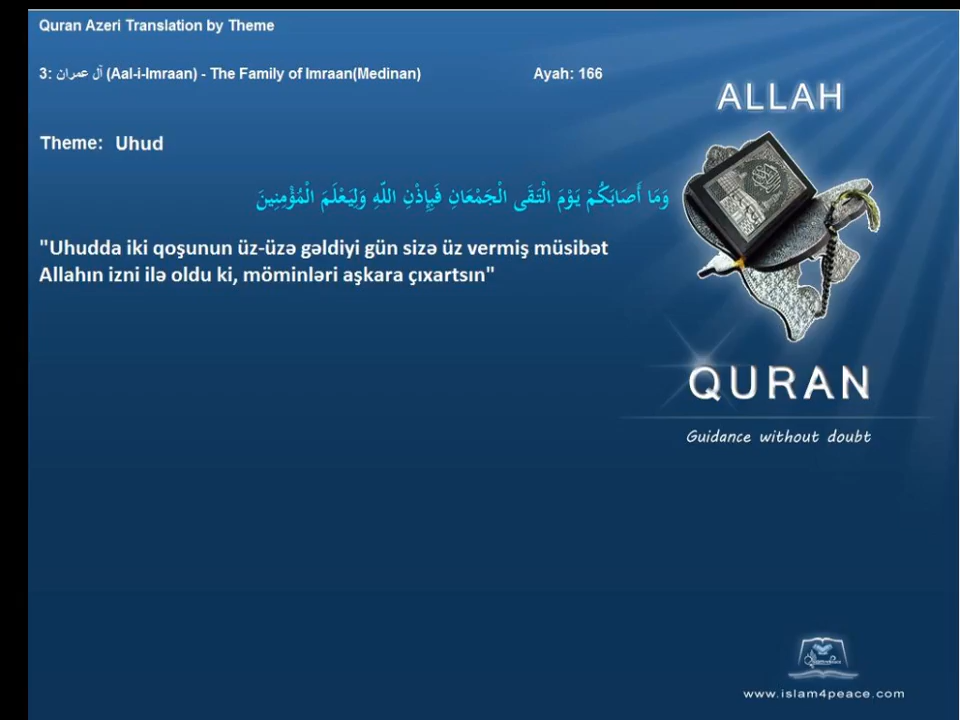 Quran Azeri Translation by Theme
3: آل عمران (Aal-i-Imraan) - The Family of Imraan(Medinan) Ayah: 166
ALLAH
Theme: Uhud
وَمَا أَصَابَكُمْ يَوْمَ الْتَقَى الْجَمْعَانِ فَبِإِذْنِ اللّهِ وَلِيَعْلَمَ الْمُؤْمِنِينَ
"Uhudda iki qoşunun üz-üzə gəldiyi gün sizə üz vermiş müsibət
Allahın izni ilə oldu ki, möminləri aşkara çıxartsın"
QURAN
Guidance without doubt
www.islam4peace.com